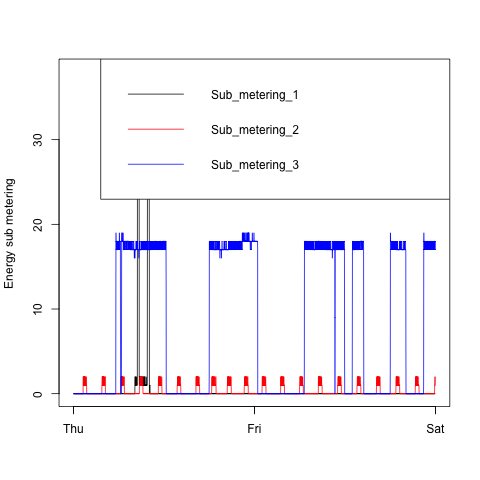 Sub_metering_1
Sub_metering_2
Sub_metering_3
Energy sub metering
30
20
10
0
Thu Fri Sat